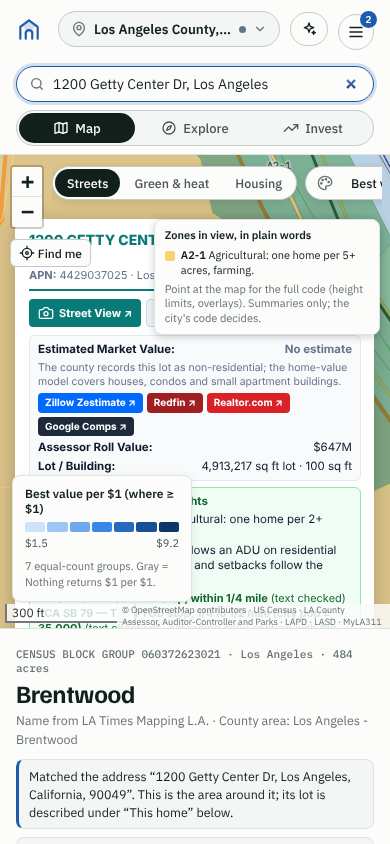 Los Angeles County,...
2
1200 Getty Center Dr, Los Angeles
Map
Explore
Invest
A2-1
+
−
Streets
Green & heat
Housing
Best
1200 GETTY CENT
Find me
APN: 4429037025 · Los
Street View ↗
Zones in view, in plain words
A2-1 Agricultural: one home per 5+
acres, farming.
Point at the map for the full code (height
limits, overlays). Summaries only; the
city's code decides.
Estimated Market Value:
No estimate
The county records this lot as non-residential; the home-value
model covers houses, condos and small apartment buildings.
Zillow Zestimate ↗
Redfin ↗
Realtor.com ↗
Google Comps ↗
Assessor Roll Value:
$647M
Lot / Building:
4,913,217 sq ft lot · 100 sq ft
Best value per $1 (where ≥
$1)
$1.5
$9.2
7 equal-count groups. Gray =
Nothing returns $1 per $1.
ghts
ultural: one home per 2+
lows an ADU on residential
and setbacks follow the
within 1/4 mile (text checked)
CA SB 79 — T
35,000) (text c
300 ft
© OpenStreetMap contributors · US Census · LA County
Assessor, Auditor-Controller and Parks · LAPD · LASD · MyLA311
CENSUS BLOCK GROUP 060372623021 · Los Angeles · 484
acres
Brentwood
Name from LA Times Mapping L.A. · County area: Los Angeles -
Brentwood
Matched the address “1200 Getty Center Dr, Los Angeles,
California, 90049”. This is the area around it; its lot is
described under “This home” below.